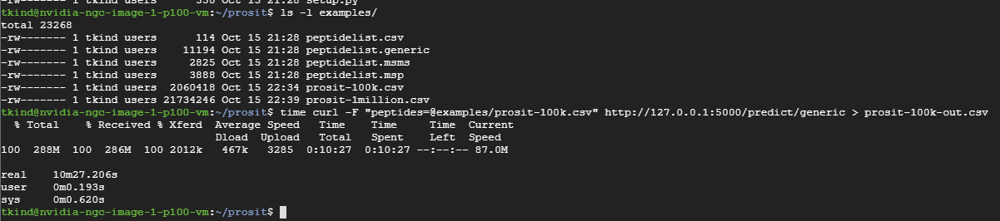 -rw------- 1 tkind users 350 Oct 15 21:28 setup.py
tkind@nvidia-ngc-image-1-p100-vm:~/prosit$ ls -l examples/
total 23268
-rw------- 1 tkind users      114 Oct 15 21:28 peptidelist.csv
-rw------- 1 tkind users    11194 Oct 15 21:28 peptidelist.generic
-rw------- 1 tkind users     2825 Oct 15 21:28 peptidelist.msms
-rw------- 1 tkind users     3888 Oct 15 21:28 peptidelist.msp
-rw------- 1 tkind users  2060418 Oct 15 22:34 prosit-100k.csv
-rw------- 1 tkind users 21734246 Oct 15 22:39 prosit-1million.csv
tkind@nvidia-ngc-image-1-p100-vm:~/prosit$ time curl -F "peptides=@examples/prosit-100k.csv" http://127.0.0.1:5000/predict/generic > prosit-100k-out.csv
  % Total    % Received % Xferd  Average Speed   Time    Time     Time  Current
                                 Dload  Upload   Total   Spent    Left  Speed
100  288M  100  286M  100 2012k   467k   3285  0:10:27  0:10:27 --:--:-- 87.0M
real    10m27.206s
user    0m0.193s
sys     0m0.620s
tkind@nvidia-ngc-image-1-p100-vm:~/prosit$